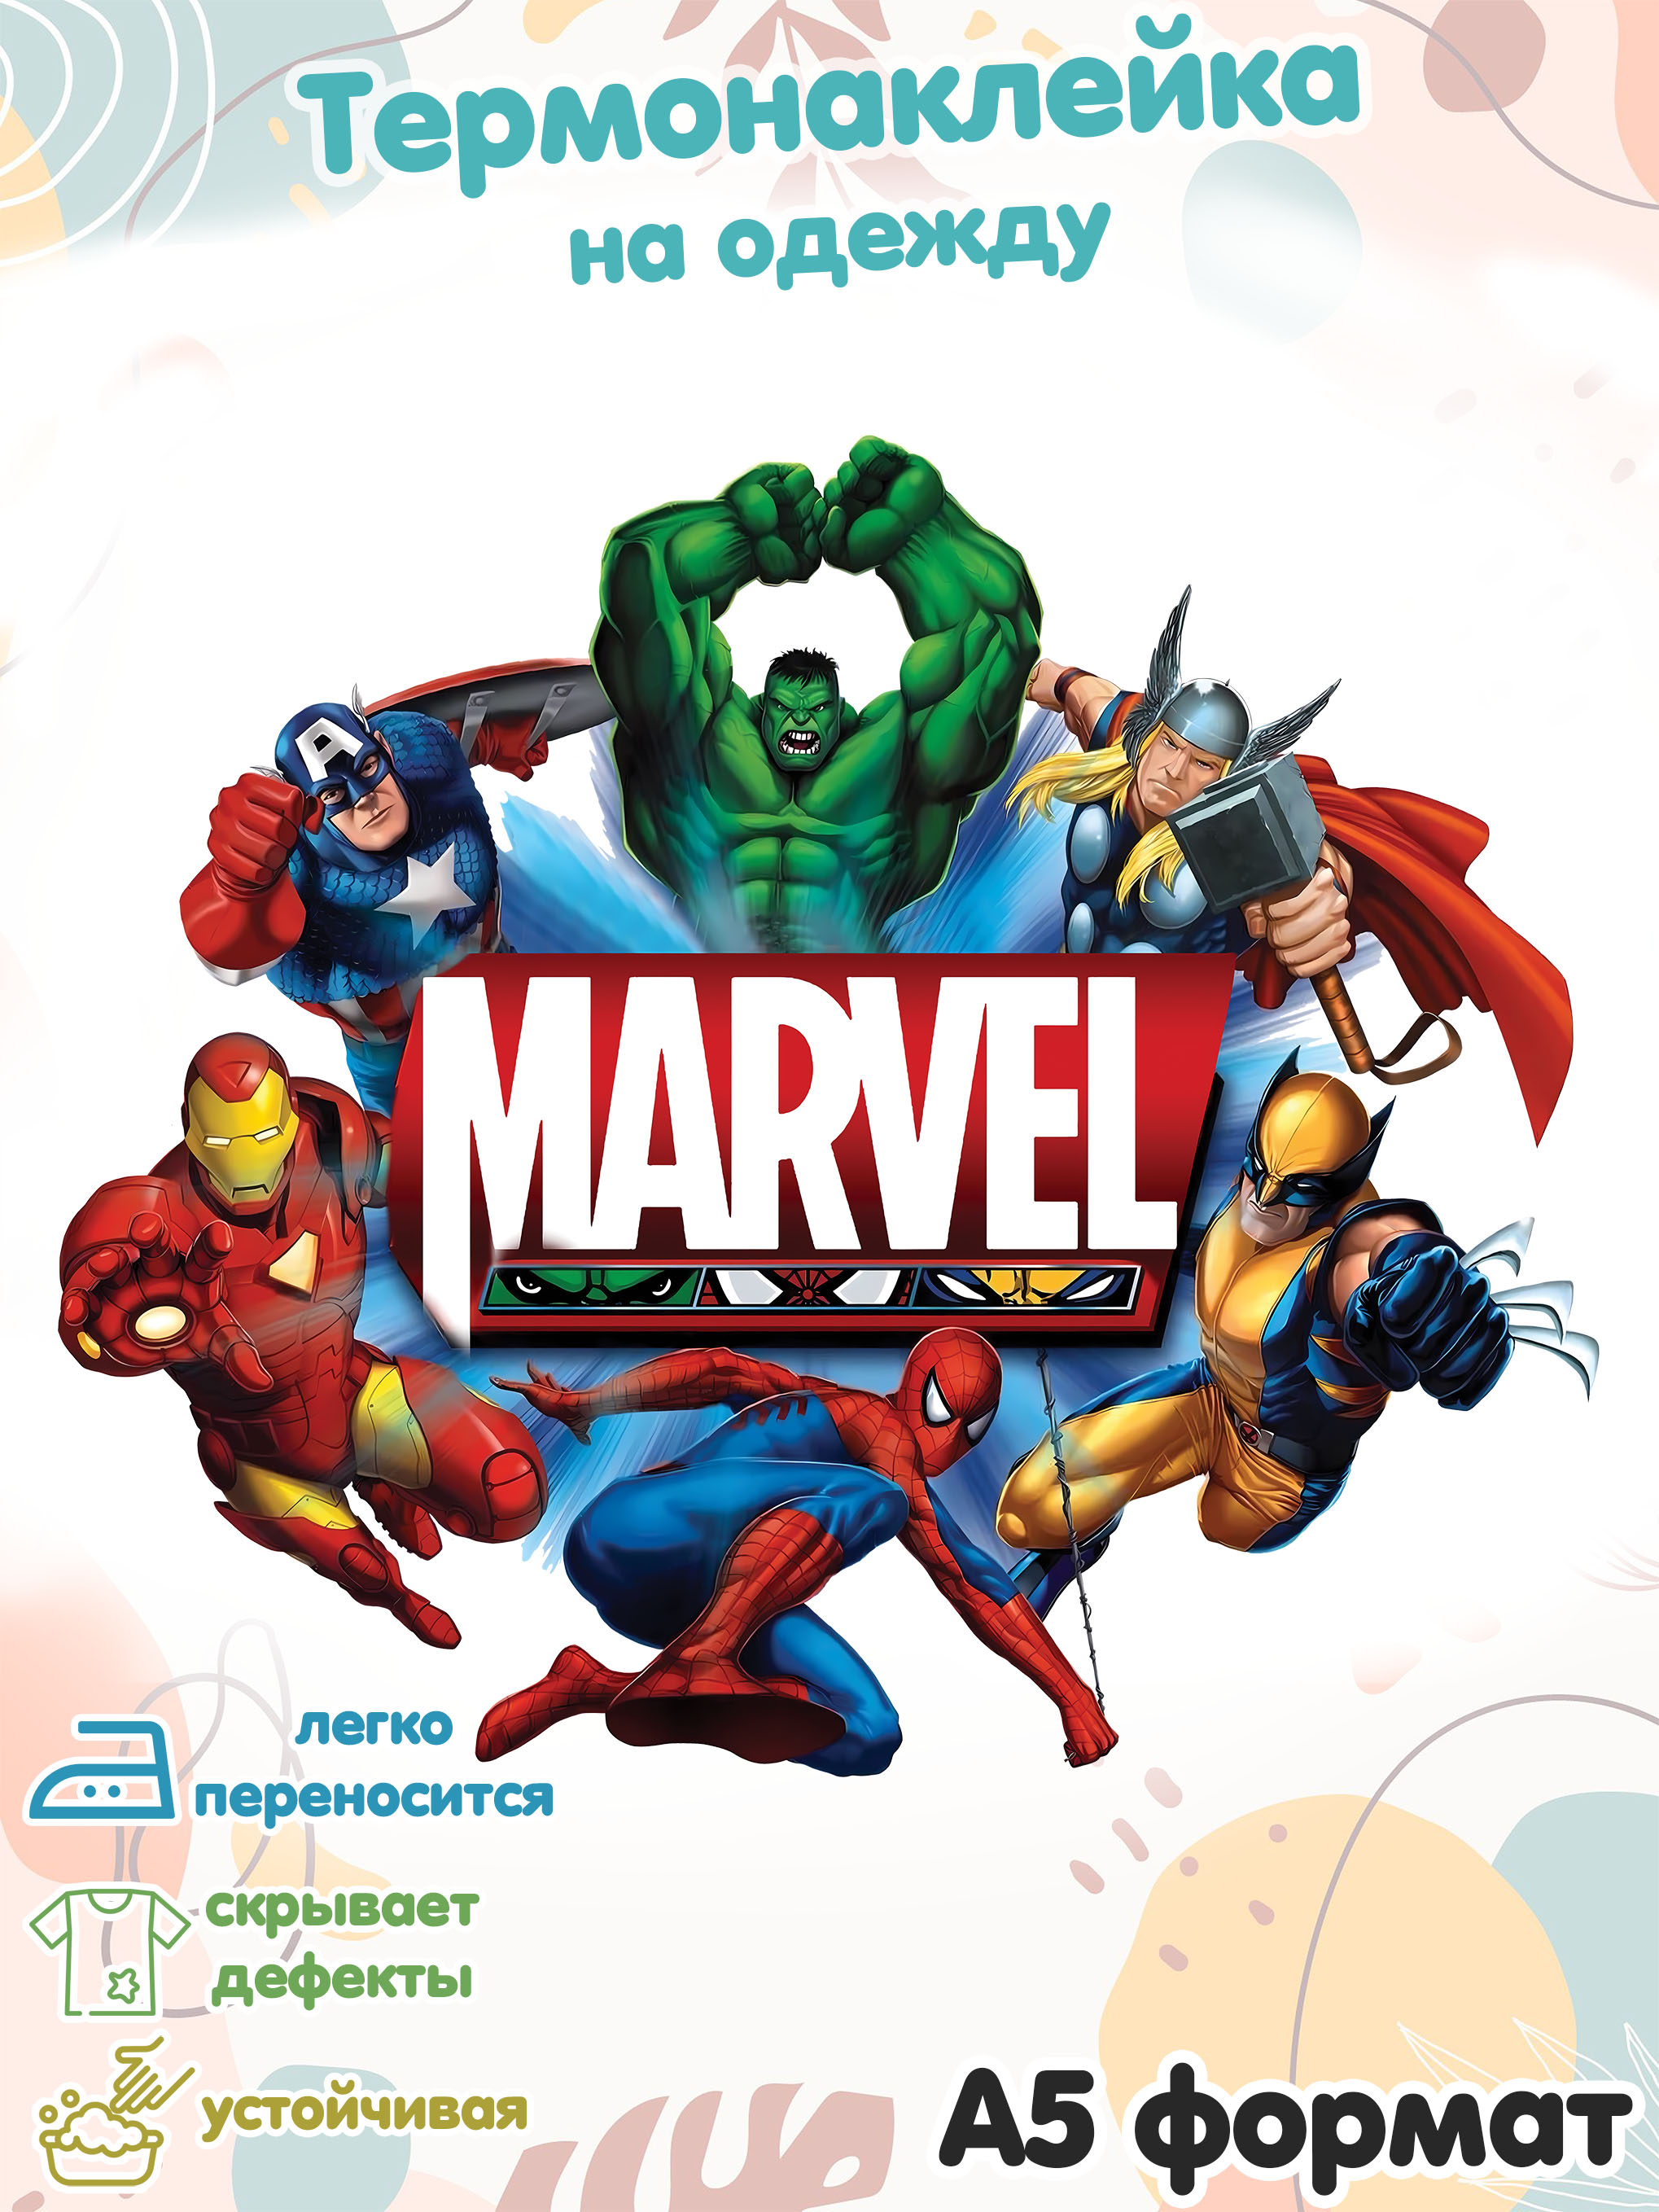 Термонаклейка
на одежду
A
MARVEL
легко
переносится
скрывает
дефекты
устойчивая
А5 формат